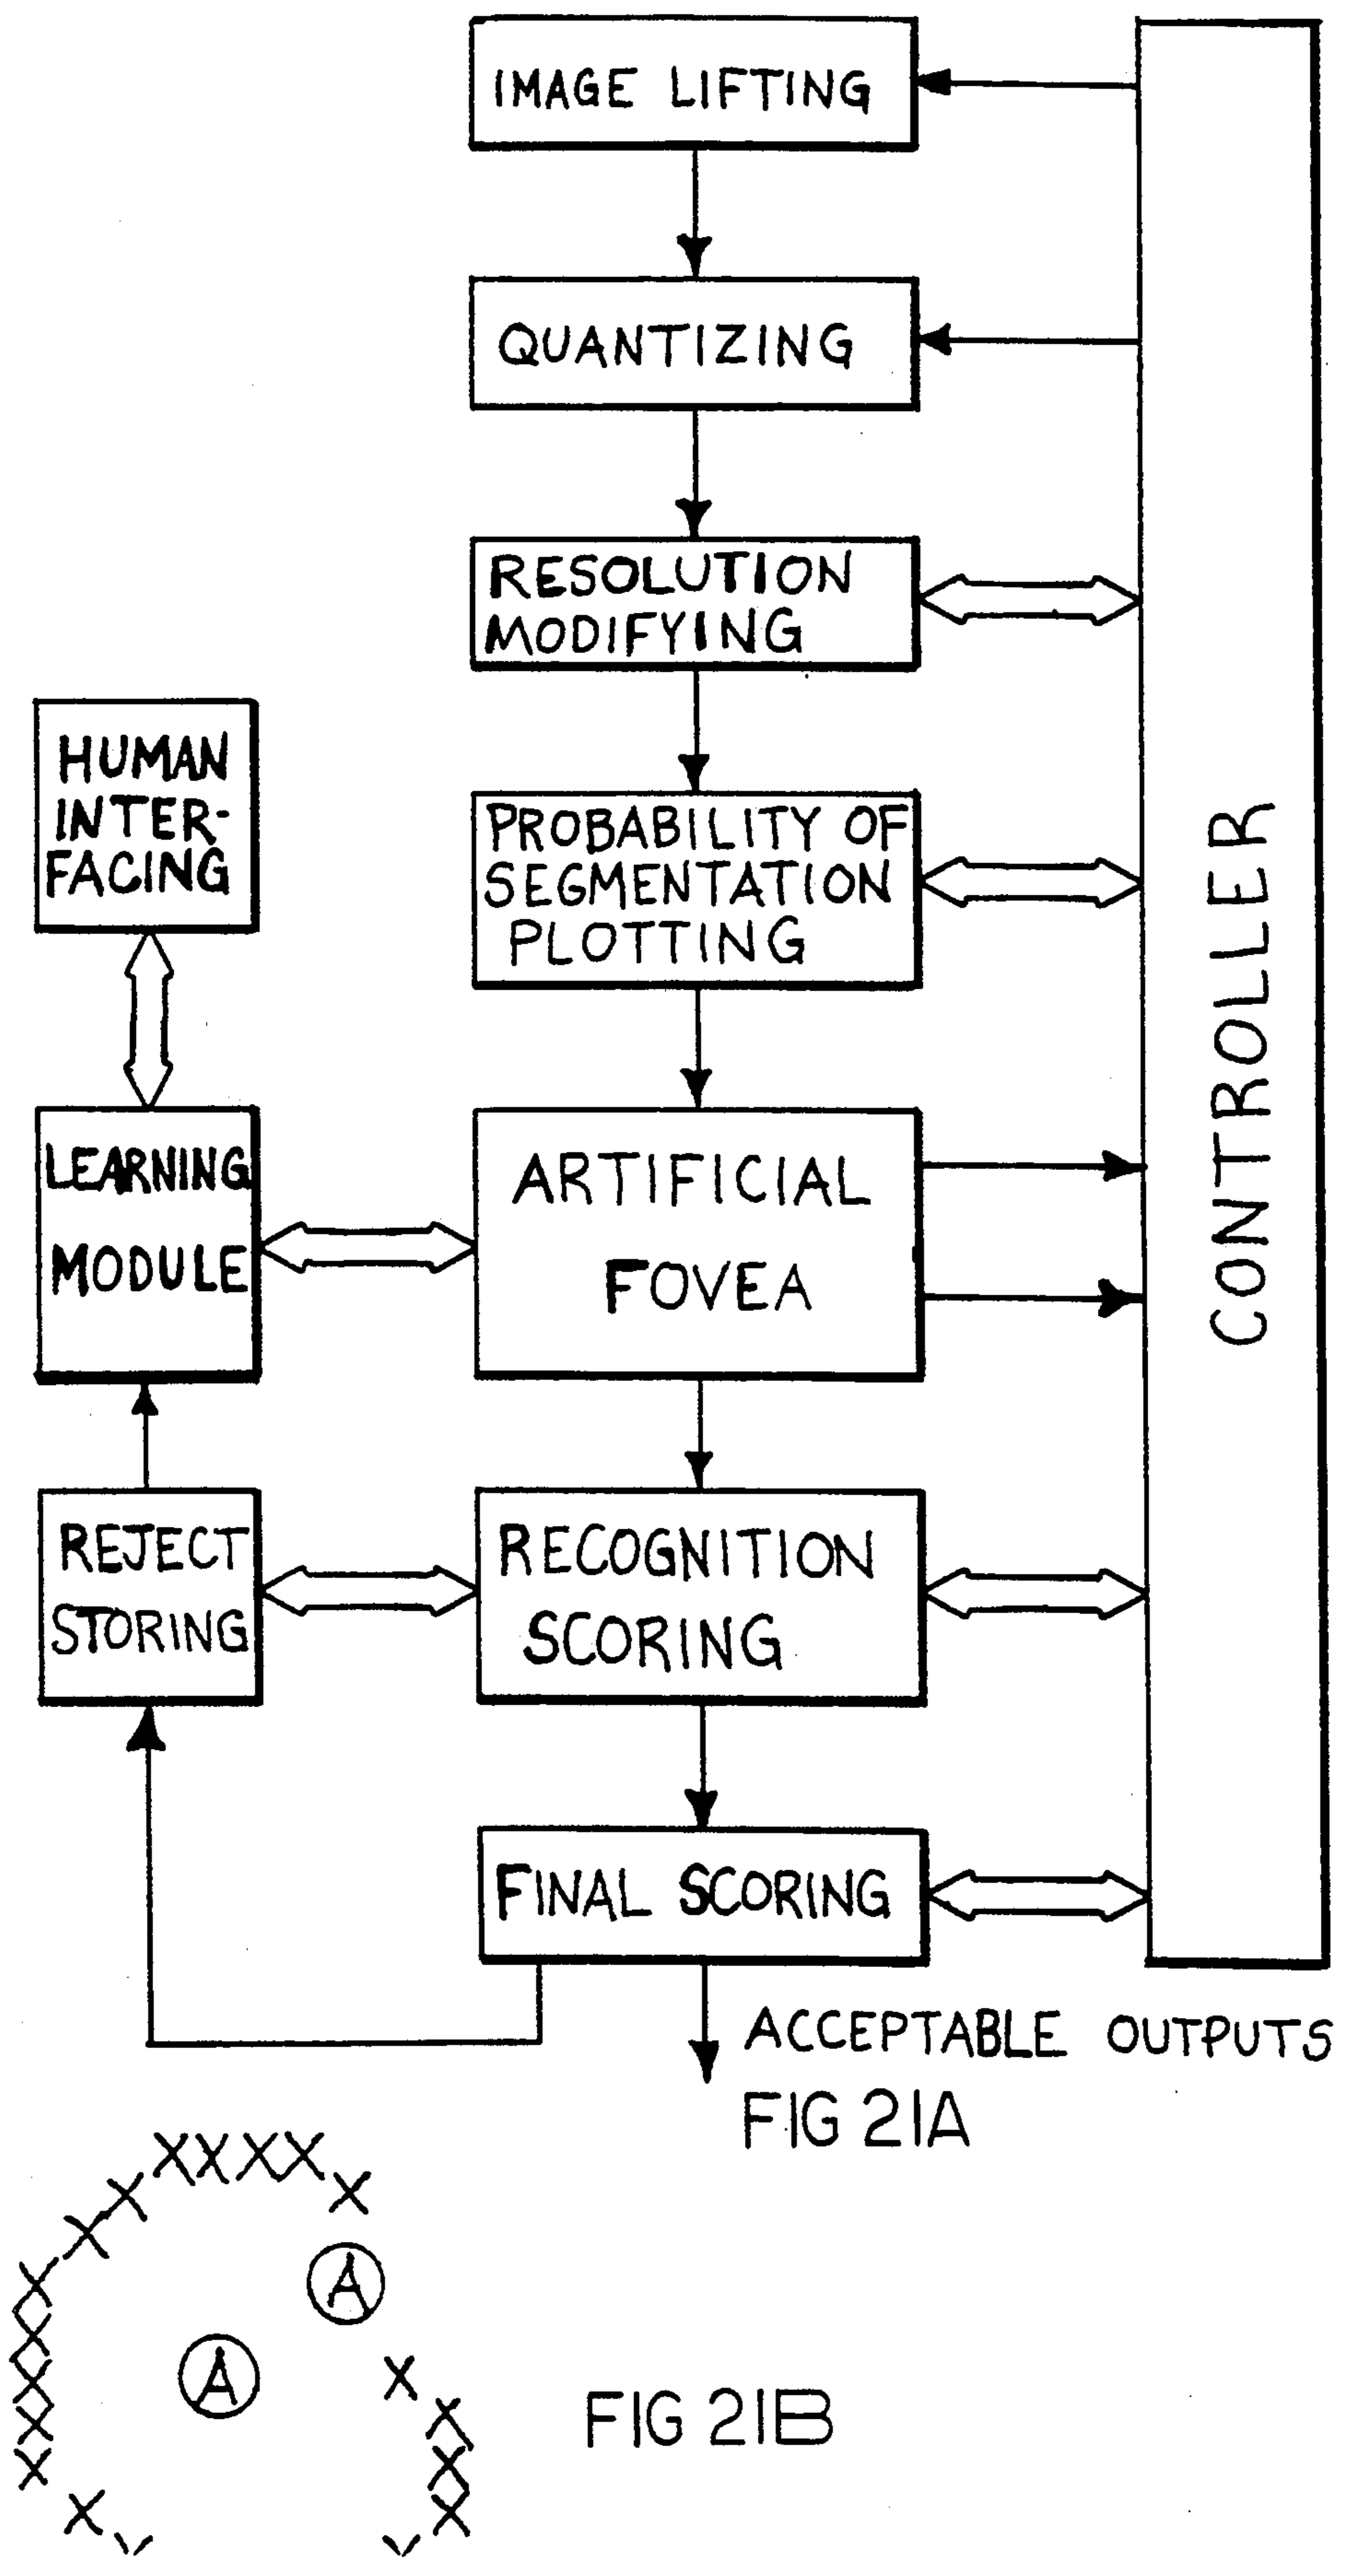 IMAGE LIFTING
QUANTIZING
RESOLUTION
MODIFYING
HUMAN
INTER-
FACING
PROBABILITY OF
SEGMENTATION
PLOTTING
CONTROLLER
LEARNING
MODULE
ARTIFICIAL
FOVEA
REJECT
STORING
RECOGNITION
SCORING
FINAL SCORING
ACCEPTABLE OUTPUTS
FIG 21A
XXXX
X
X
X
A
X
X
X
X
X
A
X
X
X
X
X
FIG 21B